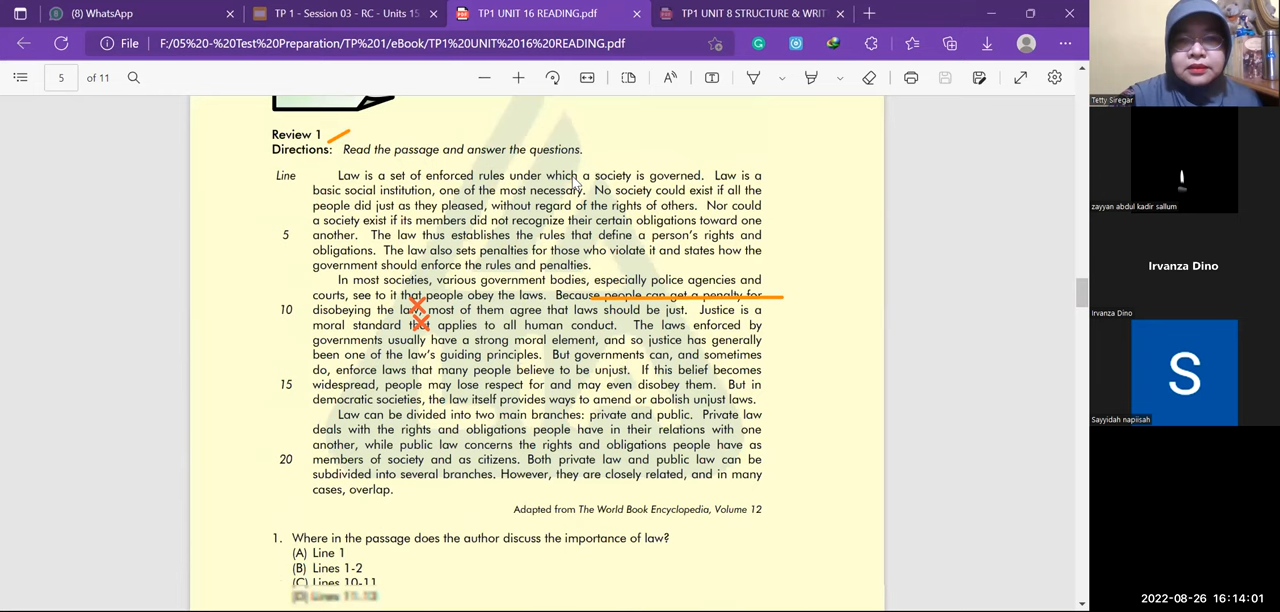 (8) WhatsApp
TP 1 - Session 03 - RC - Units 15
TP1 UNIT 16 READING.pdf
TP1 UNIT 8 STRUCTURE & WRIT
File
F:/05%20-%20Test%20Preparation/TP%201/eBook/TP1%20UNIT%2016%20READING.pdf
5 of 11
Review 1
Directions: Read the passage and answer the questions.
Line Law is a set of enforced rules under which a society is governed. Law is a
basic social institution, one of the most necessary. No society could exist if all the
people did just as they pleased, without regard of the rights of others. Nor could
a society exist if its members did not recognize their certain obligations toward one
5 another. The law thus establishes the rules that define a person's rights and
obligations. The law also sets penalties for those who violate it and states how the
government should enforce the rules and penalties.
In most societies, various government bodies, especially police agencies and
courts, see to it that people obey the laws. Because people can get a penalty for
10 disobeying the law, most of them agree that laws should be just. Justice is a
moral standard that applies to all human conduct. The laws enforced by
governments usually have a strong moral element, and so justice has generally
been one of the law's guiding principles. But governments can, and sometimes
do, enforce laws that many people believe to be unjust. If this belief becomes
15 widespread, people may lose respect for and may even disobey them. But in
democratic societies, the law itself provides ways to amend or abolish unjust laws.
Law can be divided into two main branches: private and public. Private law
deals with the rights and obligations people have in their relations with one
another, while public law concerns the rights and obligations people have as
20 members of society and as citizens. Both private law and public law can be
subdivided into several branches. However, they are closely related, and in many
cases, overlap.
Adapted from The World Book Encyclopedia, Volume 12
1. Where in the passage does the author discuss the importance of law?
(A) Line 1
(B) Lines 1-2
(C) Lines 10-11
Tetty Siregar
zayyan abdul kadir sallum
Irvanza Dino
Irvanza Dino
S
Sayyidah napiisah
2022-08-26 16:14:01